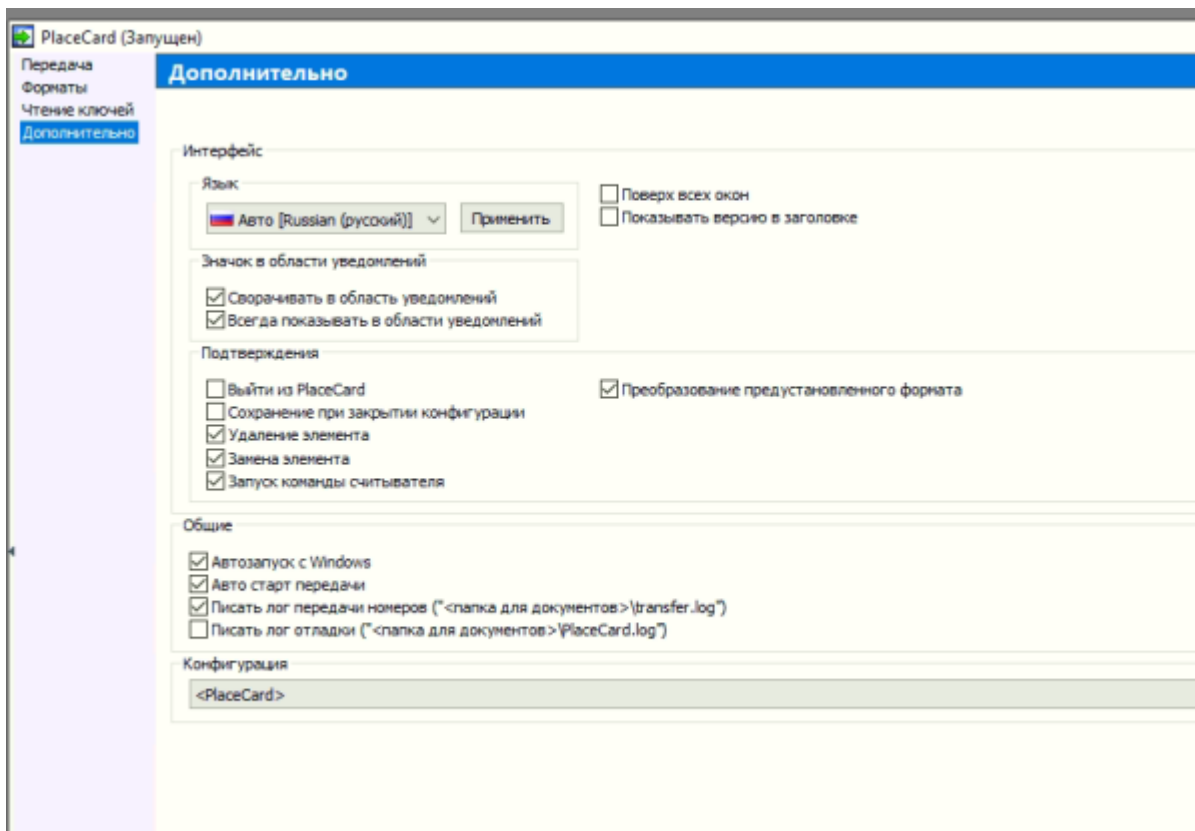 PlaceCard (Запущен)
Передача
Форматы
Чтение ключей
Дополнительно
Дополнительно
Интерфейс
Язык
Авто [Russian (русский)]
Применить
Поверх всех окон
Показывать версию в заголовке
Значок в области уведомлений
Сворачивать в область уведомлений
Всегда показывать в области уведомлений
Подтверждения
Выйти из PlaceCard
Преобразование предустановленного формата
Сохранение при закрытии конфигурации
Удаление элемента
Замена элемента
Запуск команды считывателя
Общие
Автозапуск с Windows
Авто старт передачи
Писать лог передачи номеров ("<папка для документов>\transfer.log")
Писать лог отладки ("<папка для документов>\PlaceCard.log")
Конфигурация
<PlaceCard>